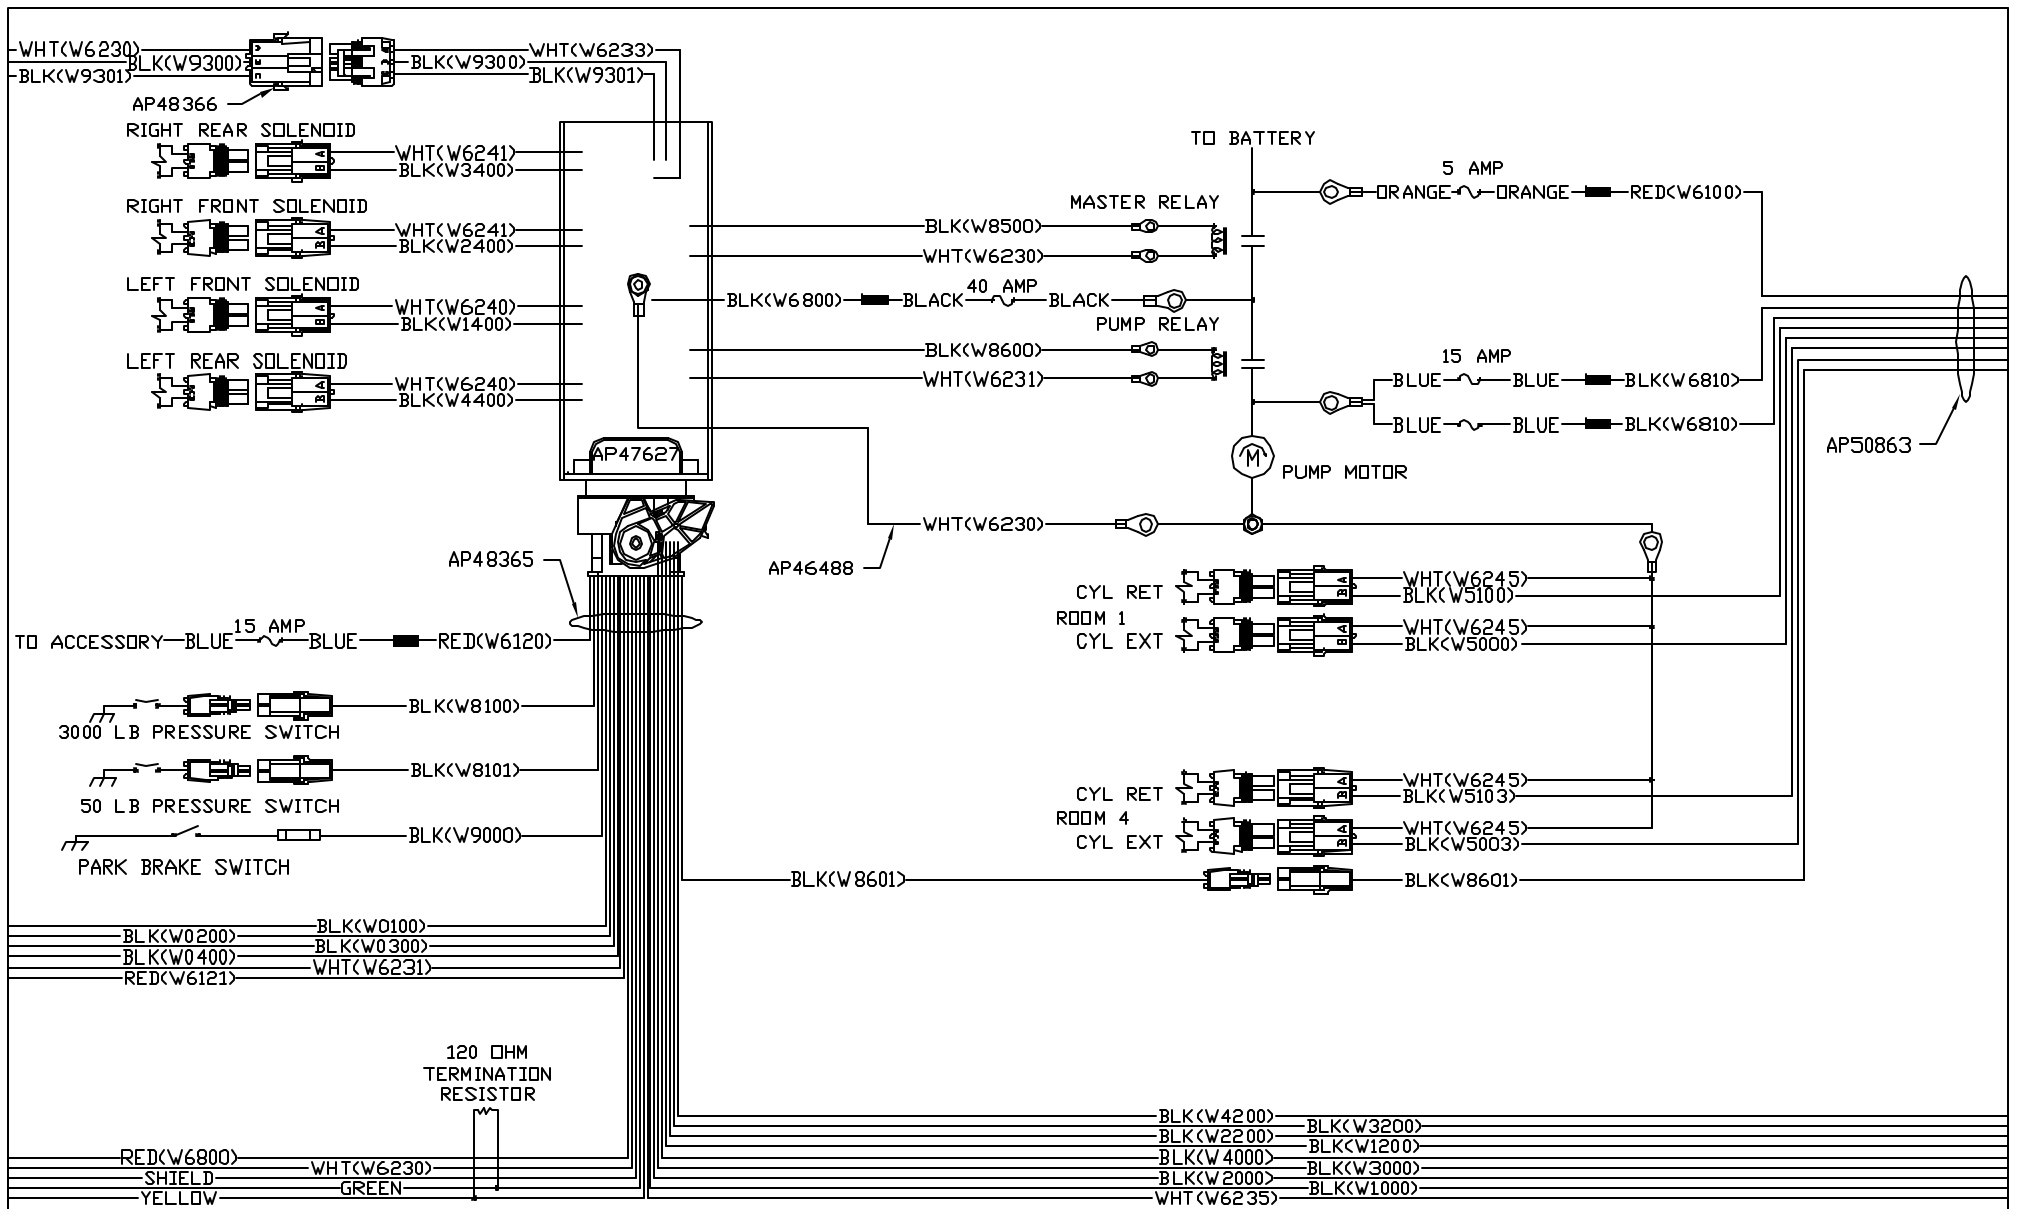 WHT(W6230)
BLK(W9300)
BLK(W9301)
WHT(W6233)
BLK(W9300)
BLK(W9301)
AP48366
RIGHT REAR SOLENOID
A
B
WHT(W6241)
BLK(W3400)
RIGHT FRONT SOLENOID
A
B
WHT(W6241)
BLK(W2400)
LEFT FRONT SOLENOID
A
B
WHT(W6240)
BLK(W1400)
LEFT REAR SOLENOID
A
B
WHT(W6240)
BLK(W4400)
AP47627
TO BATTERY
5 AMP
ORANGE
ORANGE
RED(W6100)
MASTER RELAY
BLK(W8500)
WHT(W6230)
40 AMP
BLK(W6800)
BLACK
BLACK
PUMP RELAY
BLK(W8600)
WHT(W6231)
15 AMP
BLUE
BLUE
BLK(W6810)
BLUE
BLUE
BLK(W6810)
AP50863
M
PUMP MOTOR
WHT(W6230)
AP46488
AP48365
TO ACCESSORY
BLUE
15 AMP
BLUE
RED(W6120)
BLK(W8100)
3000 LB PRESSURE SWITCH
BLK(W8101)
50 LB PRESSURE SWITCH
BLK(W9000)
PARK BRAKE SWITCH
CYL RET
A
B
WHT(W6245)
BLK(W5100)
ROOM 1
CYL EXT
A
B
WHT(W6245)
BLK(W5000)
CYL RET
A
B
WHT(W6245)
BLK(W5103)
ROOM 4
CYL EXT
A
B
WHT(W6245)
BLK(W5003)
BLK(W8601)
BLK(W8601)
BLK(W0100)
BLK(W0200)
BLK(W0300)
BLK(W0400)
WHT(W6231)
RED(W6121)
120 OHM
TERMINATION
RESISTOR
RED(W6800)
WHT(W6230)
SHIELD
GREEN
YELLOW
BLK(W4200)
BLK(W3200)
BLK(W2200)
BLK(W1200)
BLK(W4000)
BLK(W3000)
BLK(W2000)
BLK(W1000)
WHT(W6235)